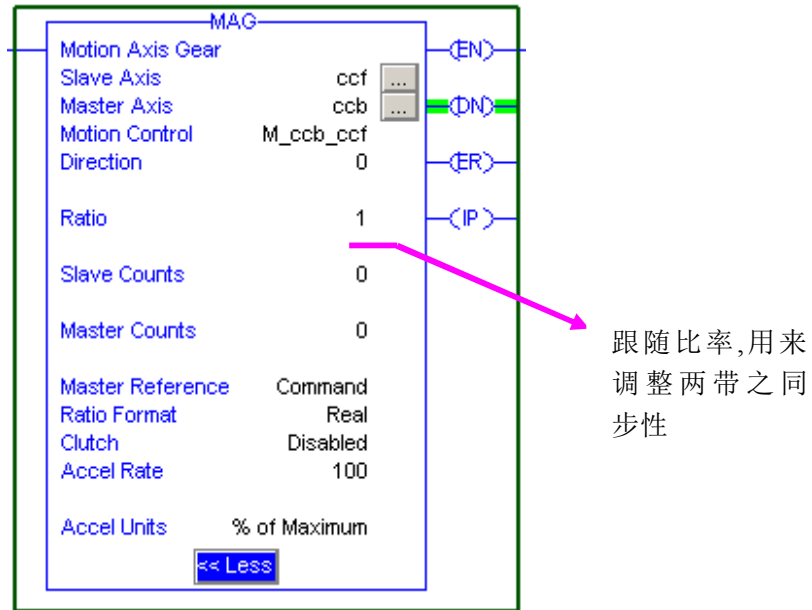 MAG
Motion Axis Gear
Slave Axis ccf ...
Master Axis ccb ...
Motion Control M_ccb_ccf
Direction 0
Ratio 1
Slave Counts 0
Master Counts 0
Master Reference Command
Ratio Format Real
Clutch Disabled
Accel Rate 100
Accel Units % of Maximum
<< Less
EN
DN
ER
IP
跟随比率,用来
调整两带之同
步性